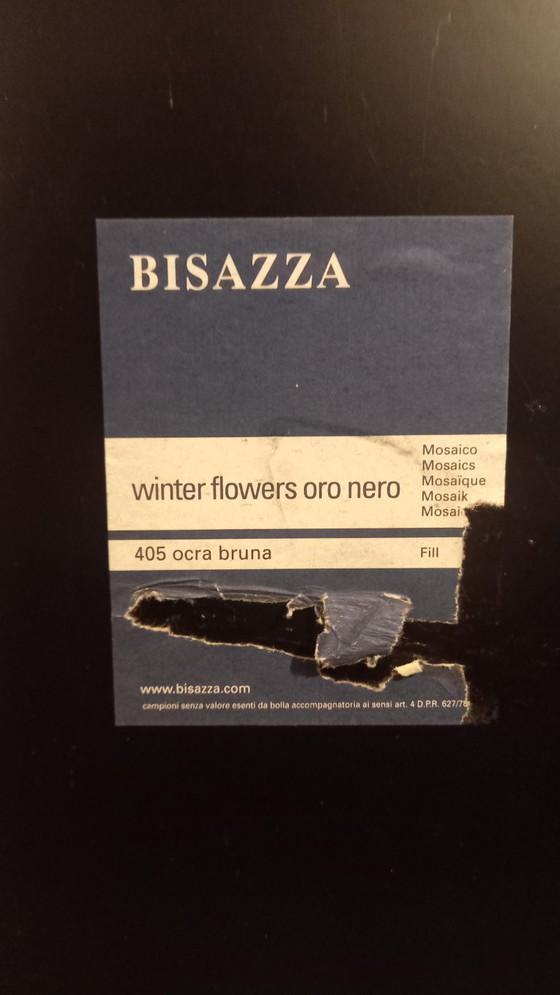 BISAZZA
winter flowers oro nero
Mosaico
Mosaics
Mosaïque
Mosaik
405 ocra bruna
Fill
www.bisazza.com
campioni senza valore esenti da bolla accompagnatoria ai sensi art. 4 D.P.R. 627/78